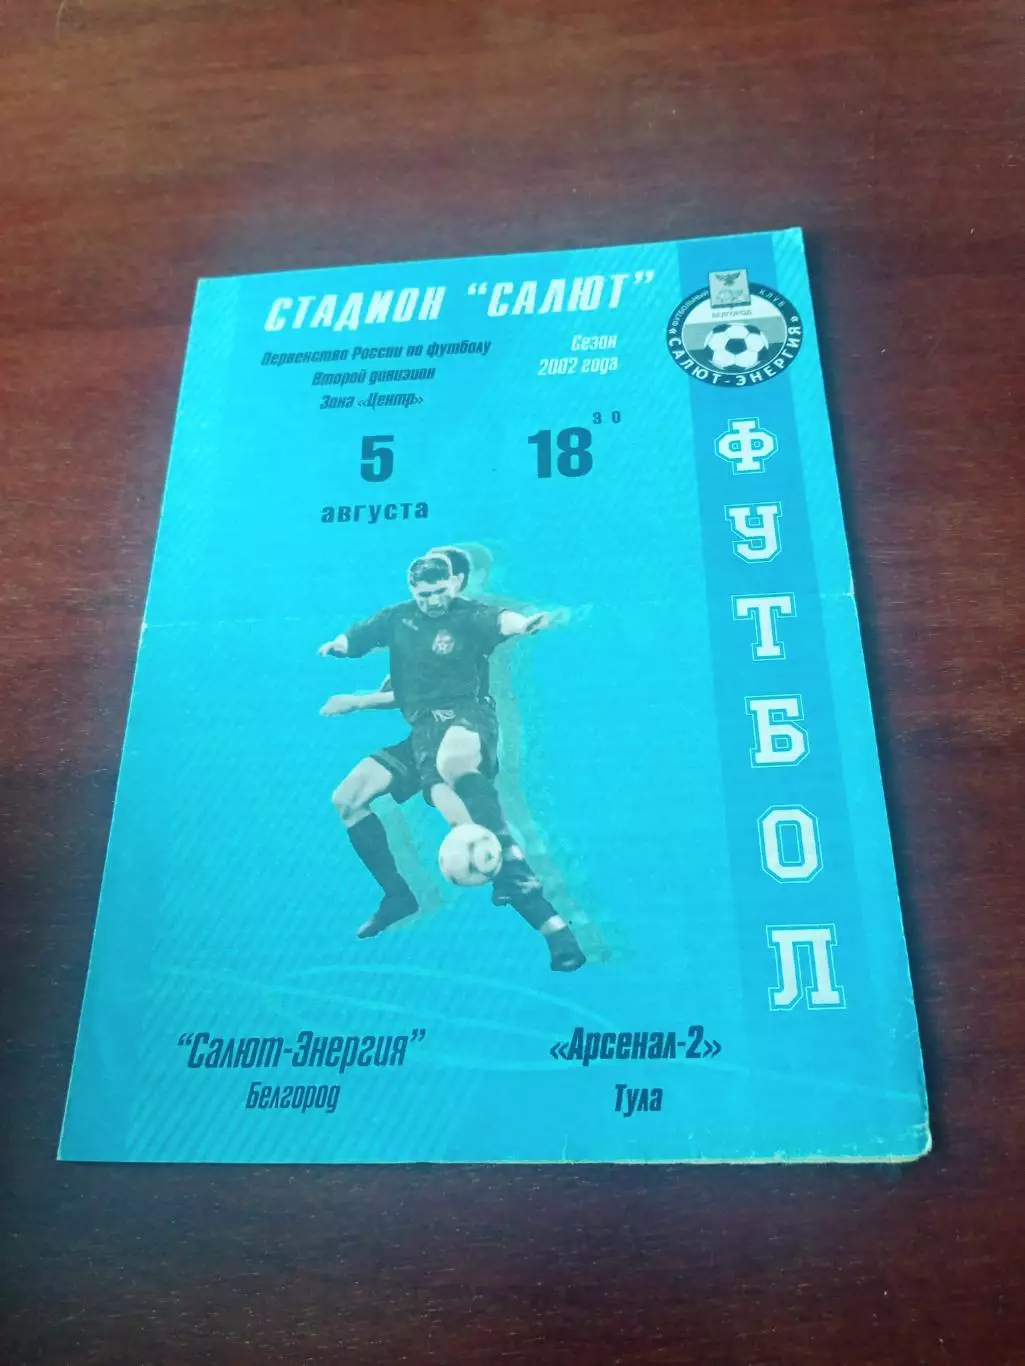 СТАДИОН "САЛЮТ"
Первенство России по футболу
Второй дивизион
Зона «Центр»
Сезон
2002 года
5
августа
18 30
ФУТБОЛЬНЫЙ КЛУБ
БЕЛГОРОД
САЛЮТ-ЭНЕРГИЯ
ФУТБОЛ
"Салют-Энергия"
Белгород
«Арсенал-2»
Тула